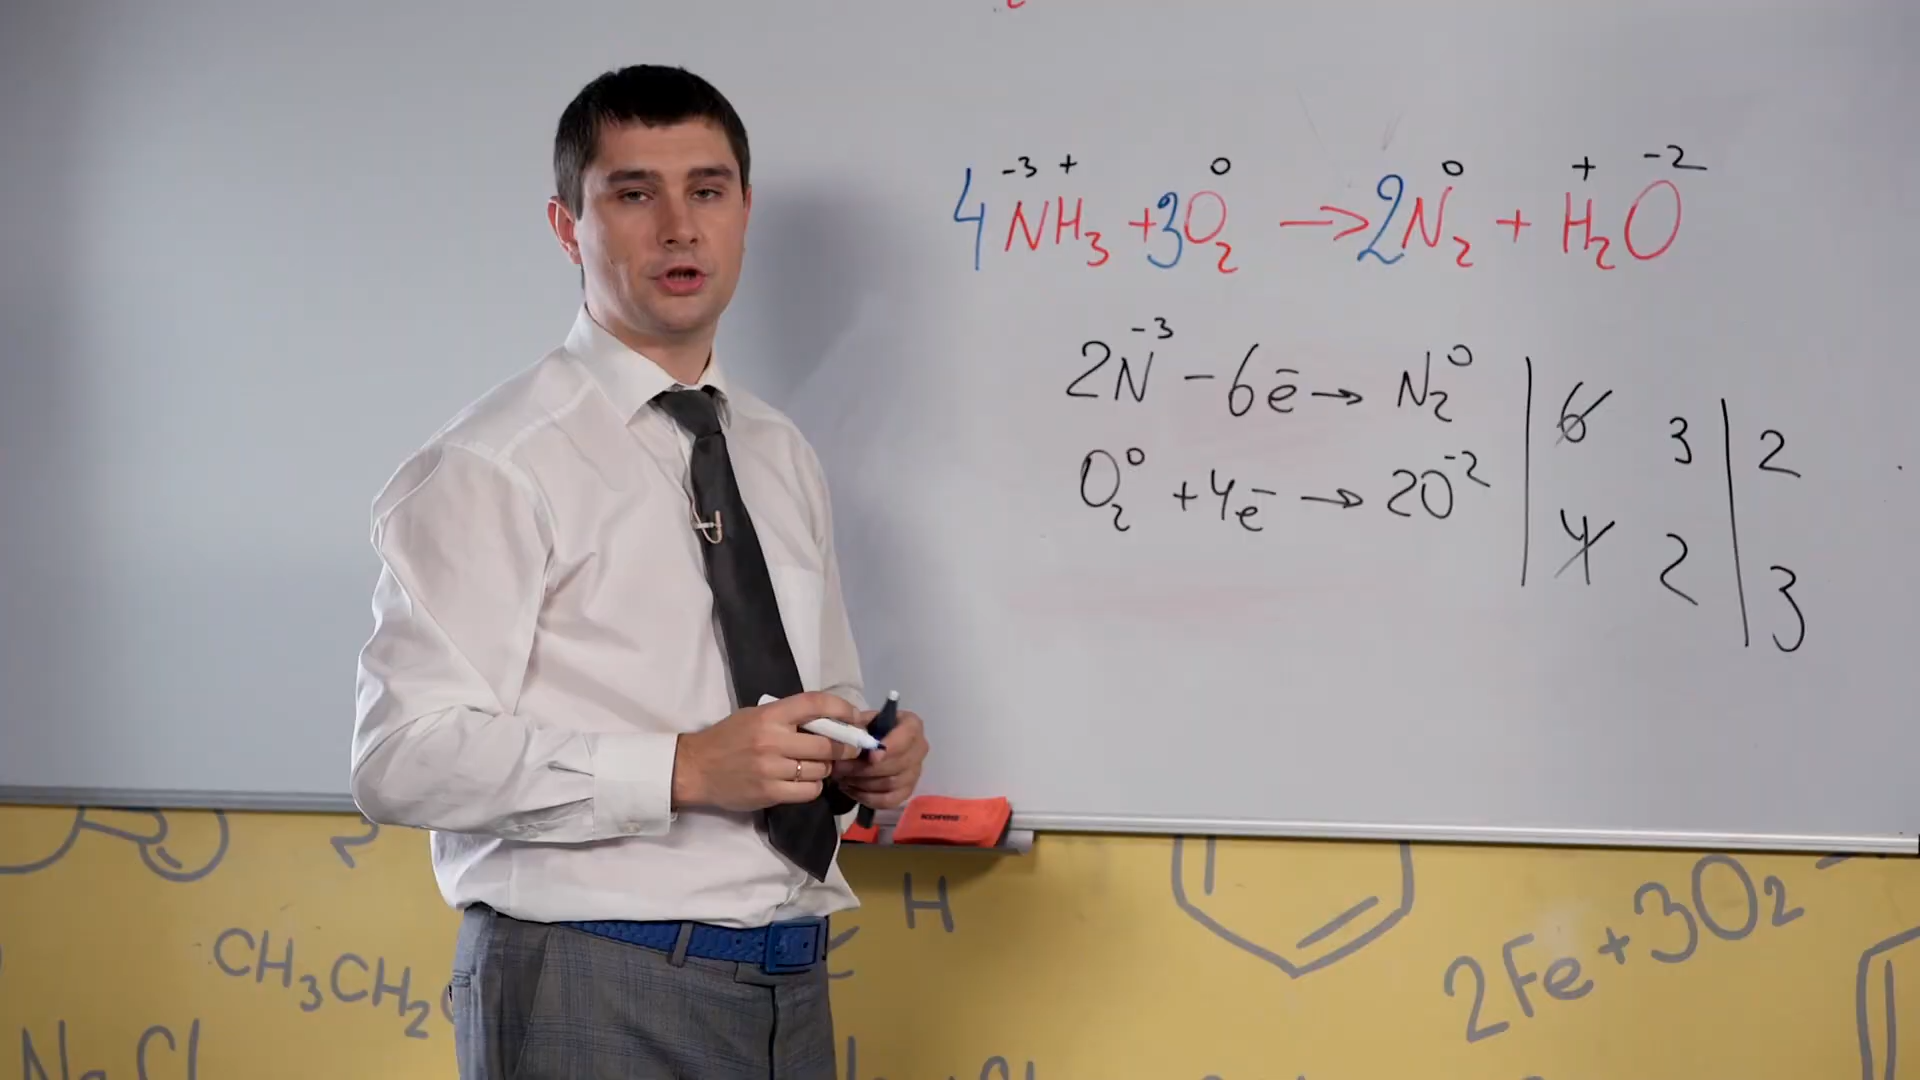 -3 + 0 0 + -2
4NH₃ +3O₂ → 2N₂ + H₂O
2N⁻³ - 6ē → N₂⁰ | 6 3 | 2
O₂⁰ + 4ē → 2O⁻² | 4 2 | 3
kores
H
CH₃CH₂
2Fe + 3O₂
NaCl